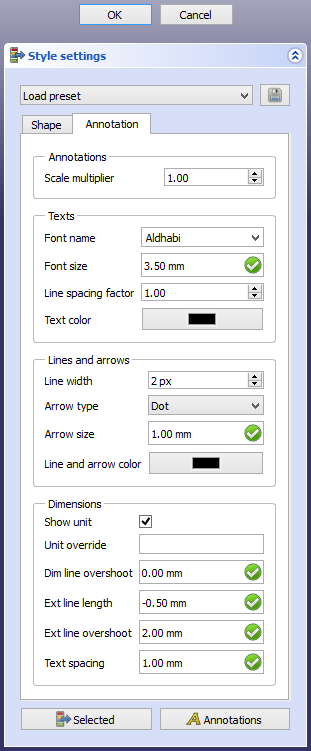 OK Cancel
Style settings
Load preset
Shape Annotation
Annotations
Scale multiplier 1.00
Texts
Font name Aldhabi
Font size 3.50 mm
Line spacing factor 1.00
Text color
Lines and arrows
Line width 2 px
Arrow type Dot
Arrow size 1.00 mm
Line and arrow color
Dimensions
Show unit
Unit override
Dim line overshoot 0.00 mm
Ext line length -0.50 mm
Ext line overshoot 2.00 mm
Text spacing 1.00 mm
Selected Annotations